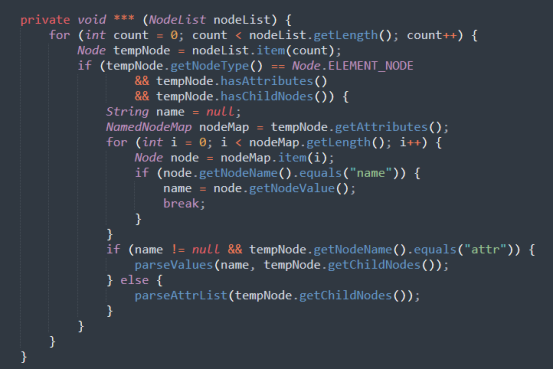 private void *** (NodeList nodeList) {
    for (int count = 0; count < nodeList.getLength(); count++) {
        Node tempNode = nodeList.item(count);
        if (tempNode.getNodeType() == Node.ELEMENT_NODE
                && tempNode.hasAttributes()
                && tempNode.hasChildNodes()) {
            String name = null;
            NamedNodeMap nodeMap = tempNode.getAttributes();
            for (int i = 0; i < nodeMap.getLength(); i++) {
                Node node = nodeMap.item(i);
                if (node.getNodeName().equals("name")) {
                    name = node.getNodeValue();
                    break;
                }
            }
            if (name != null && tempNode.getNodeName().equals("attr")) {
                parseValues(name, tempNode.getChildNodes());
            } else {
                parseAttrList(tempNode.getChildNodes());
            }
        }
    }
}